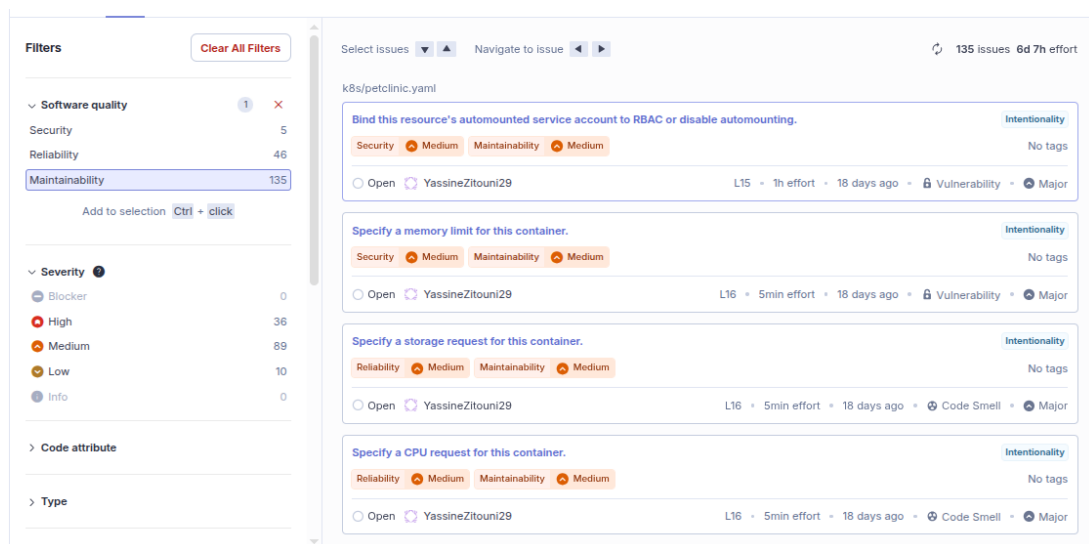 Filters
Clear All Filters
Software quality 1
Security 5
Reliability 46
Maintainability 135
Add to selection Ctrl + click
Severity ?
Blocker 0
High 36
Medium 89
Low 10
Info 0
Code attribute
Type
Select issues Navigate to issue 135 issues 6d 7h effort
k8s/petclinic.yaml
Bind this resource's automounted service account to RBAC or disable automounting. Intentionality
Security Medium Maintainability Medium No tags
Open YassineZitouni29 L15 • 1h effort • 18 days ago • Vulnerability • Major
Specify a memory limit for this container. Intentionality
Security Medium Maintainability Medium No tags
Open YassineZitouni29 L16 • 5min effort • 18 days ago • Vulnerability • Major
Specify a storage request for this container. Intentionality
Reliability Medium Maintainability Medium No tags
Open YassineZitouni29 L16 • 5min effort • 18 days ago • Code Smell • Major
Specify a CPU request for this container. Intentionality
Reliability Medium Maintainability Medium No tags
Open YassineZitouni29 L16 • 5min effort • 18 days ago • Code Smell • Major